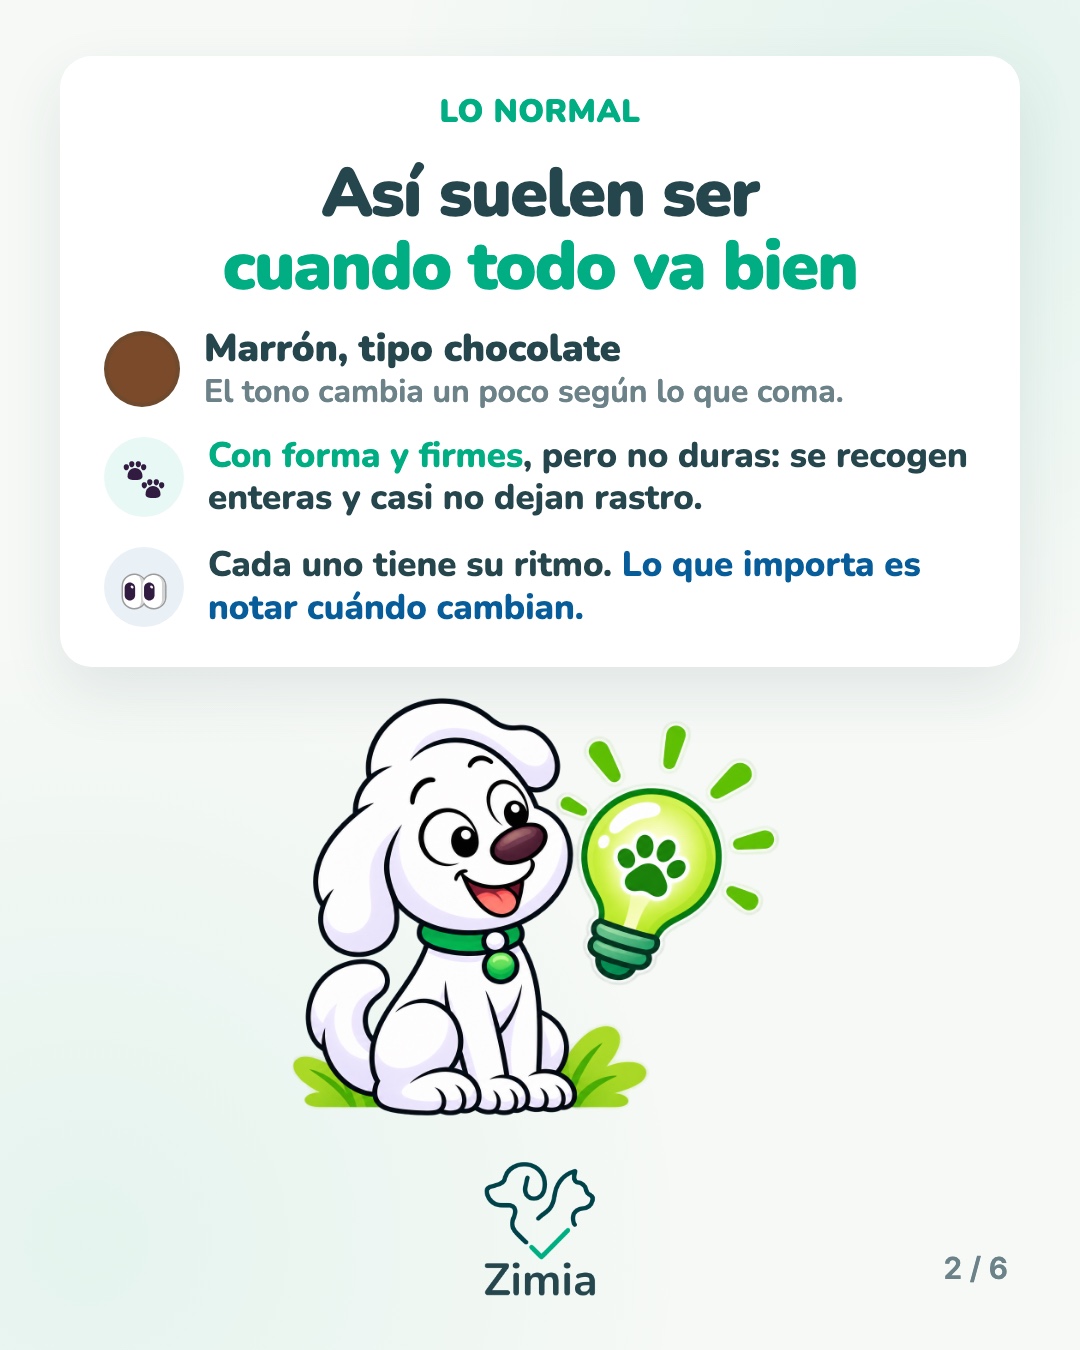 LO NORMAL
Así suelen ser
cuando todo va bien
Marrón, tipo chocolate
El tono cambia un poco según lo que coma.
Con forma y firmes, pero no duras: se recogen
enteras y casi no dejan rastro.
Cada uno tiene su ritmo. Lo que importa es
notar cuándo cambian.
Zimia
2 / 6